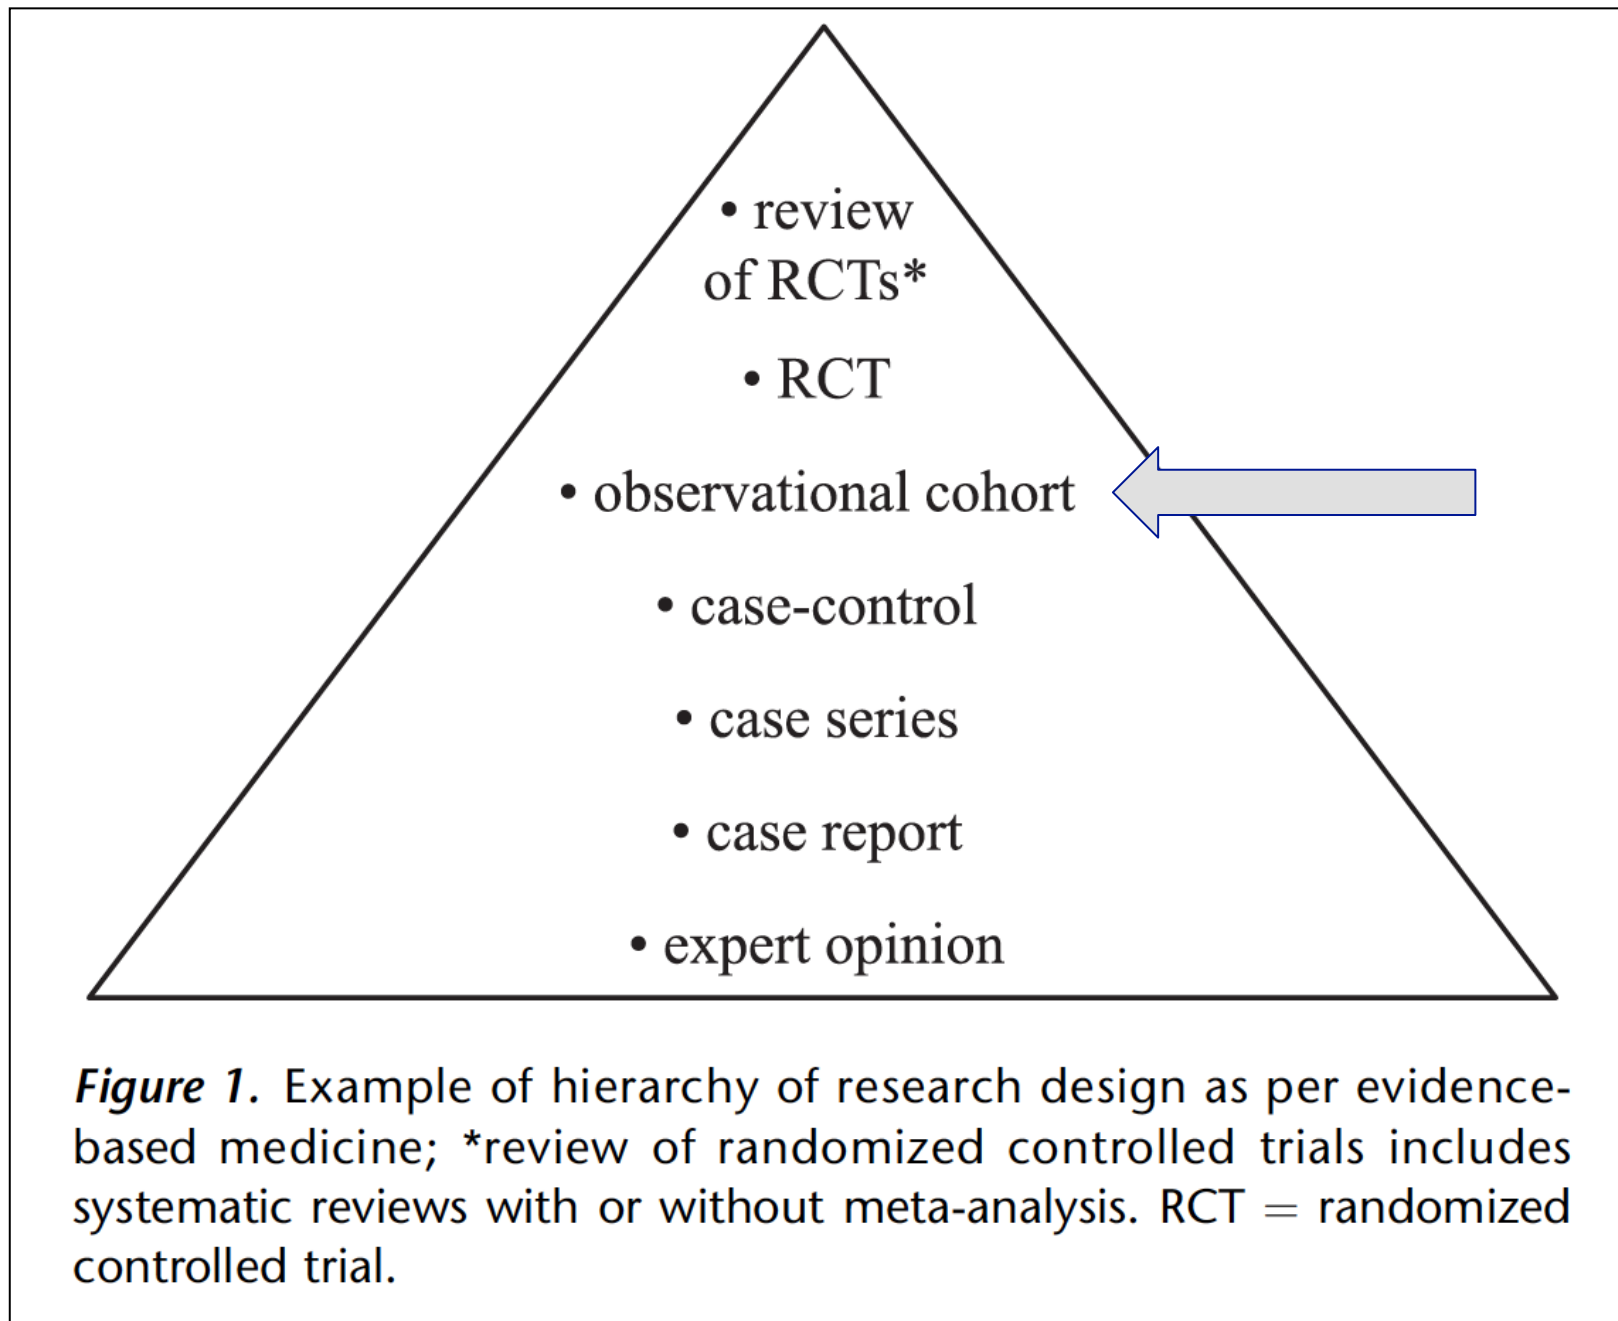 • review
of RCTs*
• RCT
• observational cohort
• case-control
• case series
• case report
• expert opinion
Figure 1. Example of hierarchy of research design as per evidence-
based medicine; *review of randomized controlled trials includes
systematic reviews with or without meta-analysis. RCT = randomized
controlled trial.